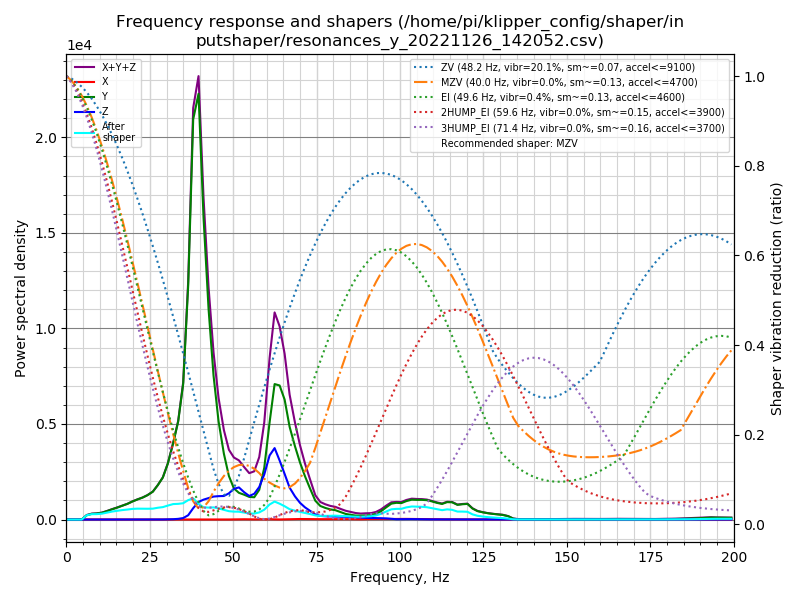 Frequency response and shapers (/home/pi/klipper_config/shaper/in
putshaper/resonances_y_20221126_142052.csv)
1e4
X+Y+Z
X
Y
Z
After
shaper
ZV (48.2 Hz, vibr=20.1%, sm~=0.07, accel<=9100)
MZV (40.0 Hz, vibr=0.0%, sm~=0.13, accel<=4700)
EI (49.6 Hz, vibr=0.4%, sm~=0.13, accel<=4600)
2HUMP_EI (59.6 Hz, vibr=0.0%, sm~=0.15, accel<=3900)
3HUMP_EI (71.4 Hz, vibr=0.0%, sm~=0.16, accel<=3700)
Recommended shaper: MZV
Power spectral density
2.0
1.5
1.0
0.5
0.0
1.0
0.8
0.6
0.4
0.2
0.0
Shaper vibration reduction (ratio)
0 25 50 75 100 125 150 175 200
Frequency, Hz